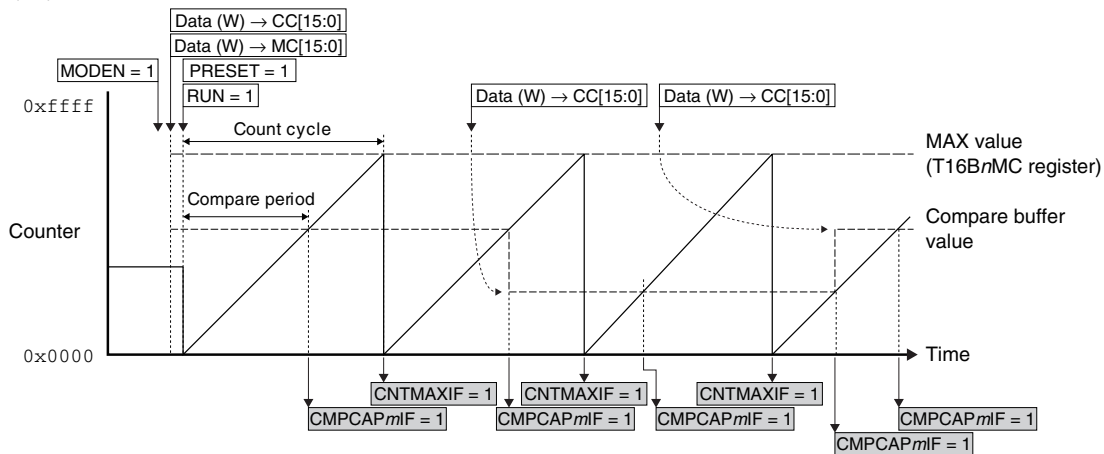 Data (W) → CC[15:0]
Data (W) → MC[15:0]
MODEN = 1
PRESET = 1
RUN = 1
Data (W) → CC[15:0]
Data (W) → CC[15:0]
0xffff
Count cycle
MAX value
(T16BnMC register)
Compare period
Counter
Compare buffer
value
0x0000
Time
CNTMAXIF = 1
CNTMAXIF = 1
CNTMAXIF = 1
CMPCAPmIF = 1
CMPCAPmIF = 1
CMPCAPmIF = 1
CMPCAPmIF = 1
CMPCAPmIF = 1